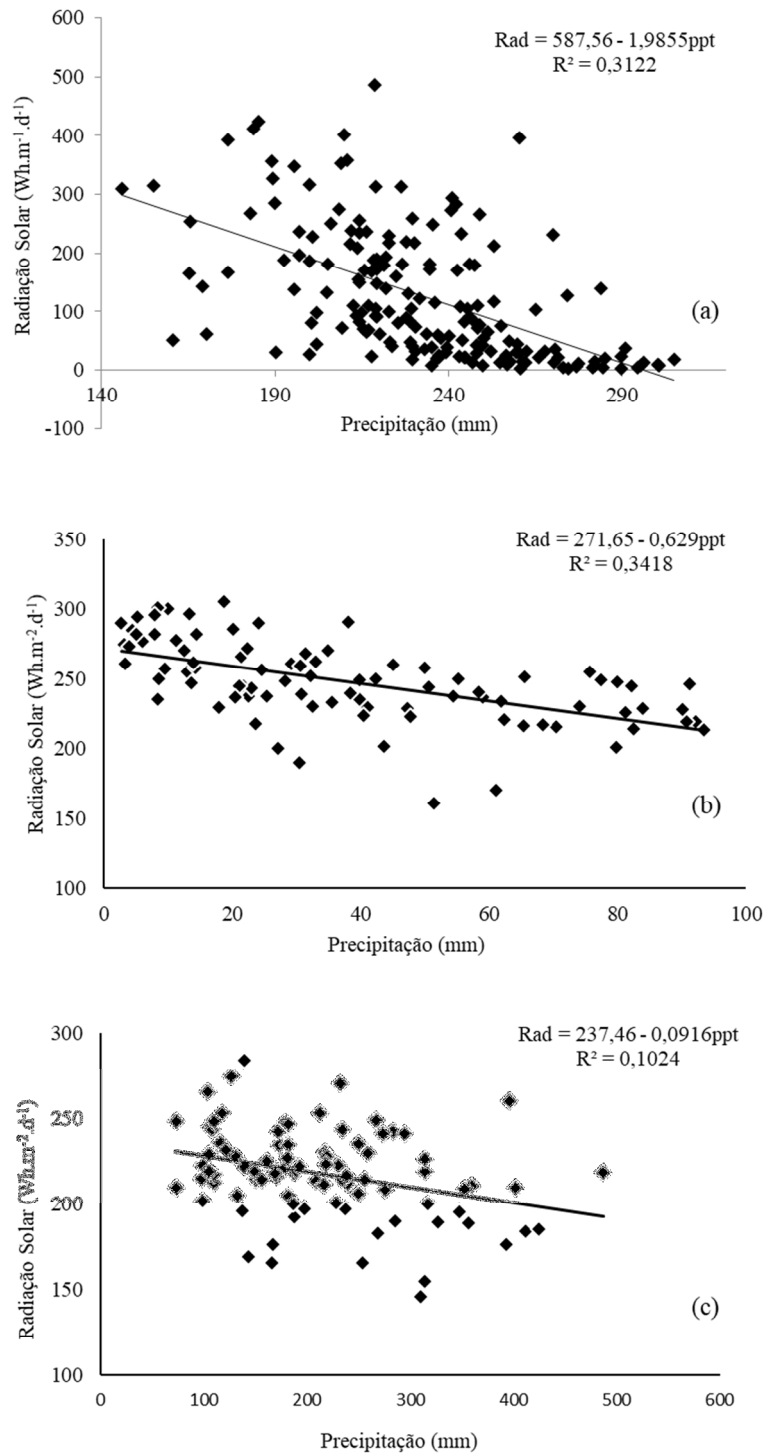 Rad = 587,56 - 1,9855ppt
R² = 0,3122
600
500
400
300
200
100
0
-100
Radiação Solar (Wh.m⁻¹.d⁻¹)
140
190
240
290
Precipitação (mm)
(a)
Rad = 271,65 - 0,629ppt
R² = 0,3418
350
300
250
200
150
100
Radiação Solar (Wh.m⁻².d⁻¹)
0
20
40
60
80
100
Precipitação (mm)
(b)
Rad = 237,46 - 0,0916ppt
R² = 0,1024
300
250
200
150
100
Radiação Solar (Wh.m⁻².d⁻¹)
0
100
200
300
400
500
600
Precipitação (mm)
(c)